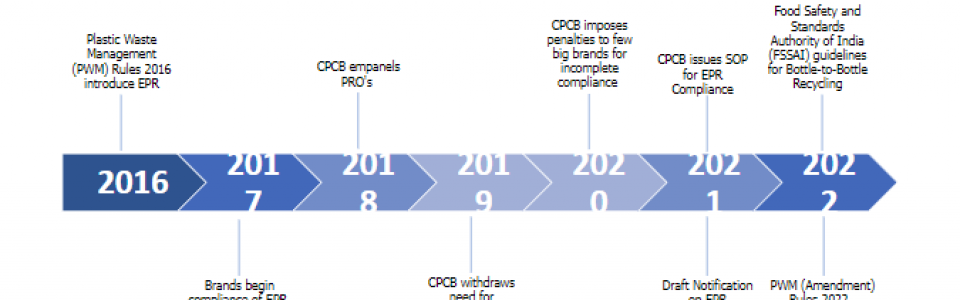 Plastic Waste
Management
(PWM) Rules 2016
introduce EPR
CPCB empanels
PRO's
CPCB imposes
penalties to few
big brands for
incomplete
compliance
CPCB issues SOP
for EPR
Compliance
Food Safety and
Standards
Authority of India
(FSSAI) guidelines
for Bottle-to-Bottle
Recycling
2016
201
7
201
8
201
9
202
0
202
1
202
2
Brands begin
compliance of EPR
CPCB withdraws
need for
Draft Notification
on EPR
PWM (Amendment)
Rules 2022